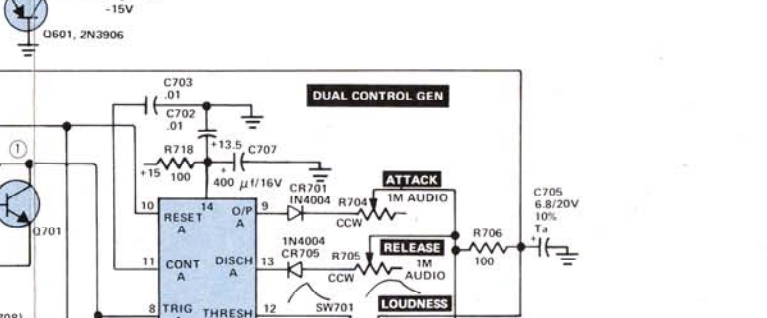 -15V
Q601, 2N3906
C703
.01
C702
.01
DUAL CONTROL GEN
1
R718
+13.5
C707
+15
100
+
400 µf/16V
14
ATTACK
1M AUDIO
CR701
IN4004
R704
CCW
C705
6.8/20V
10%
Ta
+
10
RESET
A
O/P
A
9
Q701
1N4004
CR705
R705
CCW
RELEASE
1M
AUDIO
R706
100
11
CONT
A
DISCH
A
13
SW701
LOUDNESS
8
TRIG
THRESH
12
708)